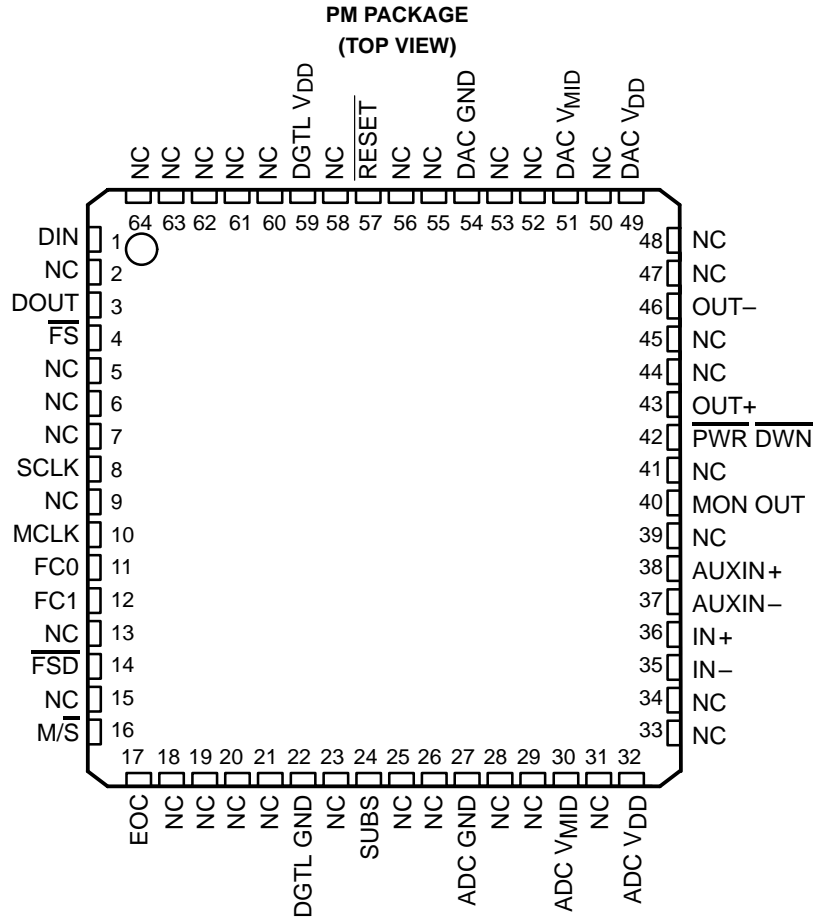 PM PACKAGE
(TOP VIEW)
NC
NC
NC
NC
NC
DGTL VDD
NC
RESET
NC
NC
DAC GND
NC
NC
DAC VMID
NC
DAC VDD
64 63 62 61 60 59 58 57 56 55 54 53 52 51 50 49
DIN 1
NC 2
DOUT 3
FS 4
NC 5
NC 6
NC 7
SCLK 8
NC 9
MCLK 10
FC0 11
FC1 12
NC 13
FSD 14
NC 15
M/S 16
48 NC
47 NC
46 OUT–
45 NC
44 NC
43 OUT+
42 PWR DWN
41 NC
40 MON OUT
39 NC
38 AUXIN+
37 AUXIN–
36 IN+
35 IN–
34 NC
33 NC
17 18 19 20 21 22 23 24 25 26 27 28 29 30 31 32
EOC
NC
NC
NC
NC
DGTL GND
NC
SUBS
NC
NC
ADC GND
NC
NC
ADC VMID
NC
ADC VDD